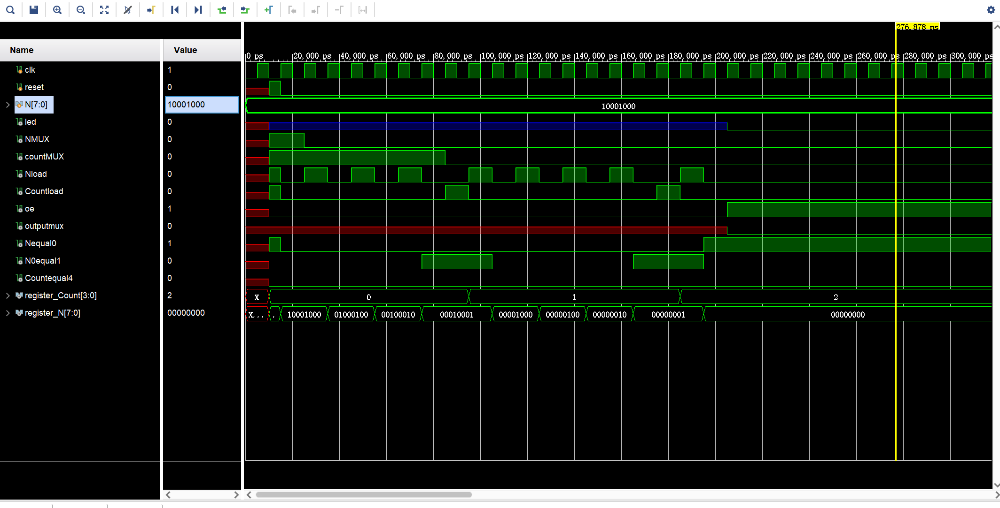 276,878 ps
Name Value
0 ps 20,000 ps 40,000 ps 60,000 ps 80,000 ps 100,000 ps 120,000 ps 140,000 ps 160,000 ps 180,000 ps 200,000 ps 220,000 ps 240,000 ps 260,000 ps 280,000 ps 300,000 ps
clk 1
reset 0
N[7:0] 10001000 10001000
led 0
NMUX 0
countMUX 0
Nload 0
Countload 0
oe 1
outputmux 0
Nequal0 1
N0equal1 0
Countequal4 0
register_Count[3:0] 2 X 0 1 2
register_N[7:0] 00000000 X... . 10001000 01000100 00100010 00010001 00001000 00000100 00000010 00000001 00000000